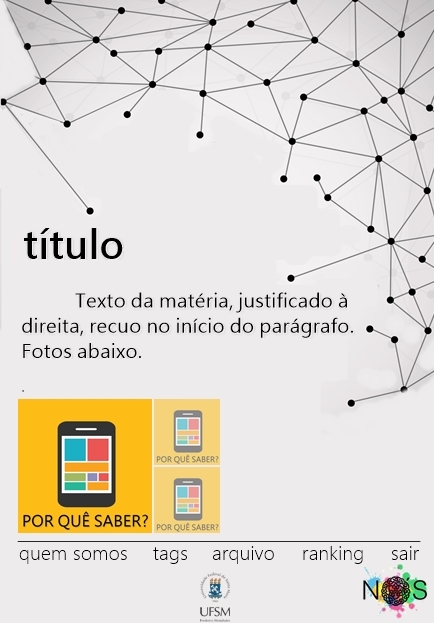 título
Texto da matéria, justificado à
direita, recuo no início do parágrafo.
Fotos abaixo.
.
POR QUÊ SABER?
POR QUÊ SABER?
POR QUÊ SABER?
quem somos tags arquivo ranking sair
UFSM
NOS